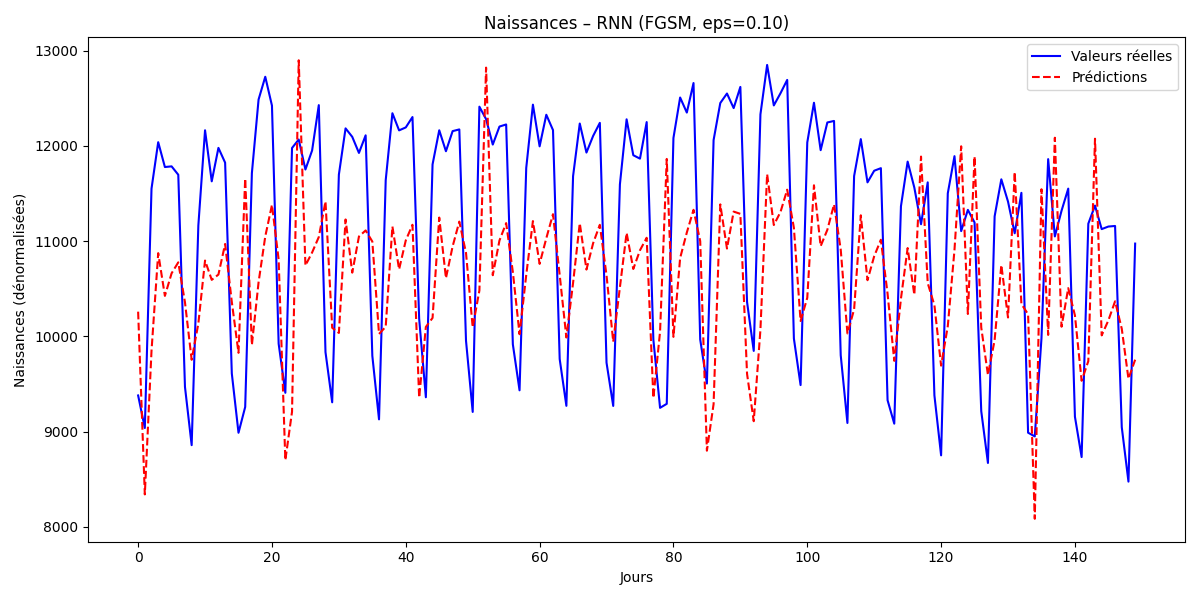 Naissances – RNN (FGSM, eps=0.10)
Valeurs réelles
Prédictions
Naissances (dénormalisées)
13000
12000
11000
10000
9000
8000
0 20 40 60 80 100 120 140
Jours